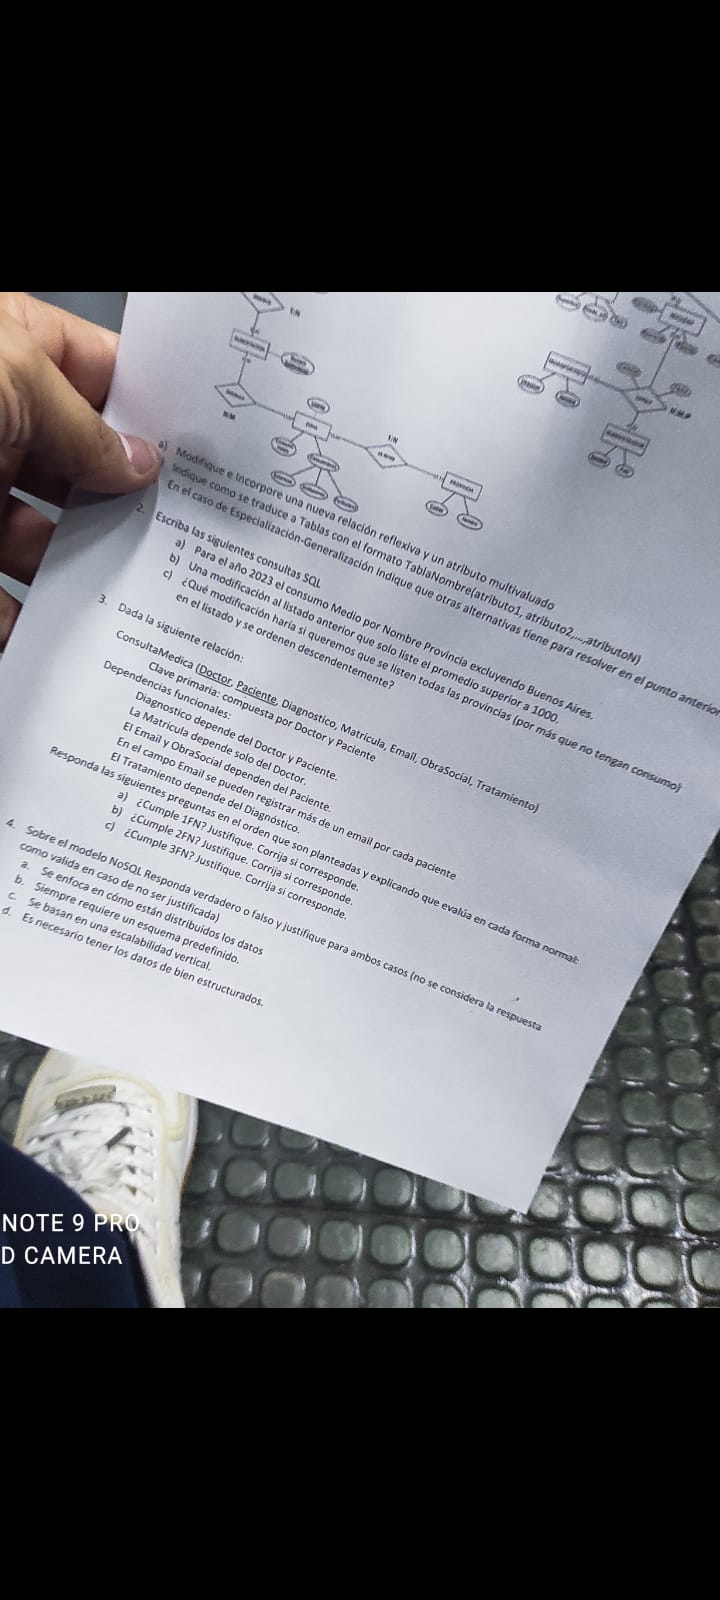 1:N
N:M
1:N
N:M:P
PROVINCIA
a) Modifique e Incorpore una nueva relación reflexiva y un atributo multivaluado
Indique como se traduce a Tablas con el formato TablaNombre(atributo1, atributo2,...,atributoN)
En el caso de Especialización-Generalización indique que otras alternativas tiene para resolver en el punto anterior
2. Escriba las siguientes consultas SQL
a) Para el año 2023 el consumo Medio por Nombre Provincia excluyendo Buenos Aires.
b) Una modificación al listado anterior que solo liste el promedio superior a 1000.
c) ¿Qué modificación haría si queremos que se listen todas las provincias (por más que no tengan consumo)
en el listado y se ordenen descendentemente?
3. Dada la siguiente relación:
ConsultaMedica (Doctor, Paciente, Diagnostico, Matrícula, Email, ObraSocial, Tratamiento)
Clave primaria: compuesta por Doctor y Paciente
Dependencias funcionales:
Diagnostico depende del Doctor y Paciente.
La Matrícula depende solo del Doctor.
El Email y ObraSocial dependen del Paciente.
En el campo Email se pueden registrar más de un email por cada paciente
El Tratamiento depende del Diagnóstico.
Responda las siguientes preguntas en el orden que son planteadas y explicando que evalúa en cada forma normal:
a) ¿Cumple 1FN? Justifique. Corrija si corresponde.
b) ¿Cumple 2FN? Justifique. Corrija si corresponde.
c) ¿Cumple 3FN? Justifique. Corrija si corresponde.
4. Sobre el modelo NoSQL Responda verdadero o falso y justifique para ambos casos (no se considera la respuesta
como valida en caso de no ser justificada)
a. Se enfoca en cómo están distribuidos los datos
b. Siempre requiere un esquema predefinido.
c. Se basan en una escalabilidad vertical.
d. Es necesario tener los datos de bien estructurados.
NOTE 9 PRO
D CAMERA